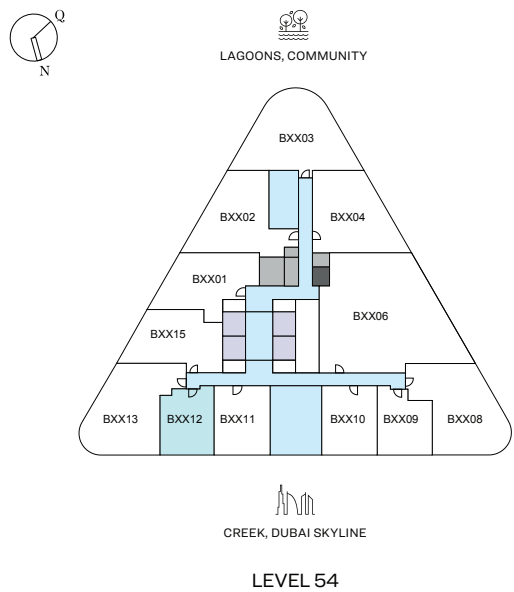 Q
N
LAGOONS, COMMUNITY
BXX03
BXX02
BXX04
BXX01
BXX06
BXX15
BXX13
BXX12
BXX11
BXX10
BXX09
BXX08
CREEK, DUBAI SKYLINE
LEVEL 54